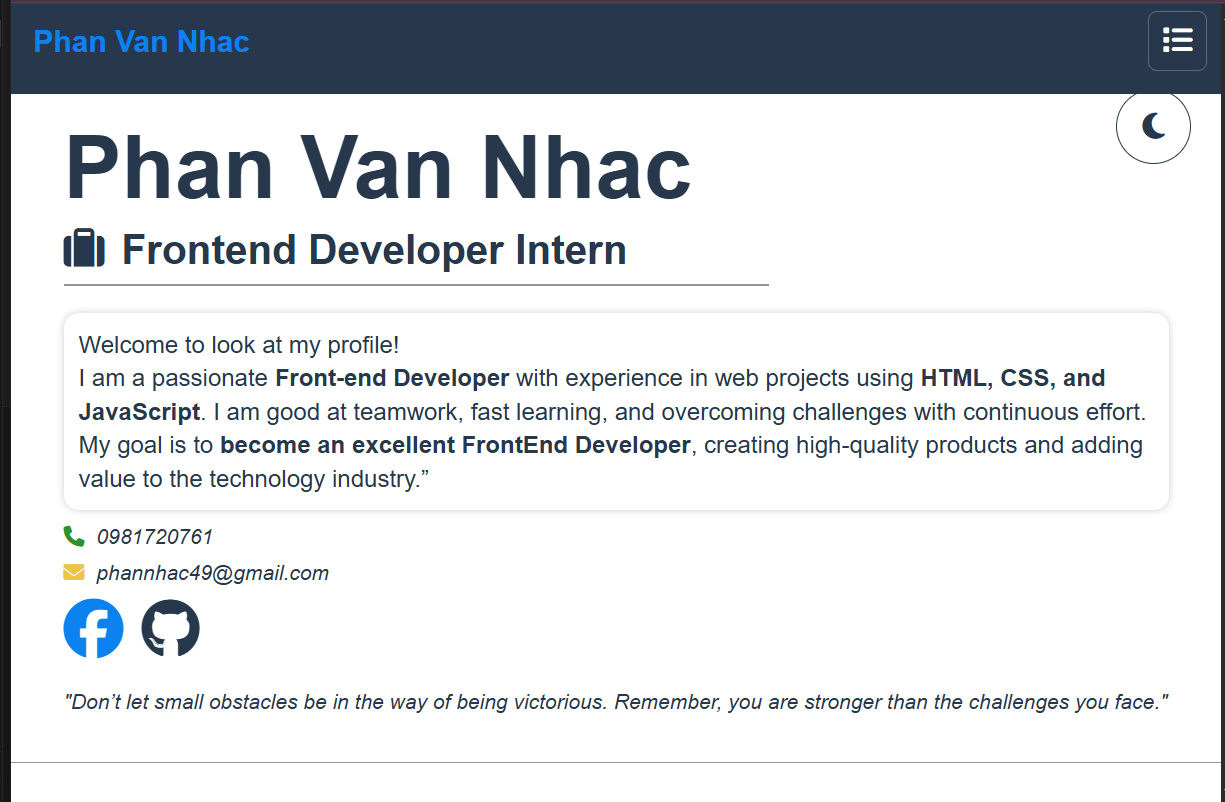 Phan Van Nhac
Phan Van Nhac
Frontend Developer Intern
Welcome to look at my profile!
I am a passionate Front-end Developer with experience in web projects using HTML, CSS, and
JavaScript. I am good at teamwork, fast learning, and overcoming challenges with continuous effort.
My goal is to become an excellent FrontEnd Developer, creating high-quality products and adding
value to the technology industry.”
0981720761
phannhac49@gmail.com
"Don’t let small obstacles be in the way of being victorious. Remember, you are stronger than the challenges you face."